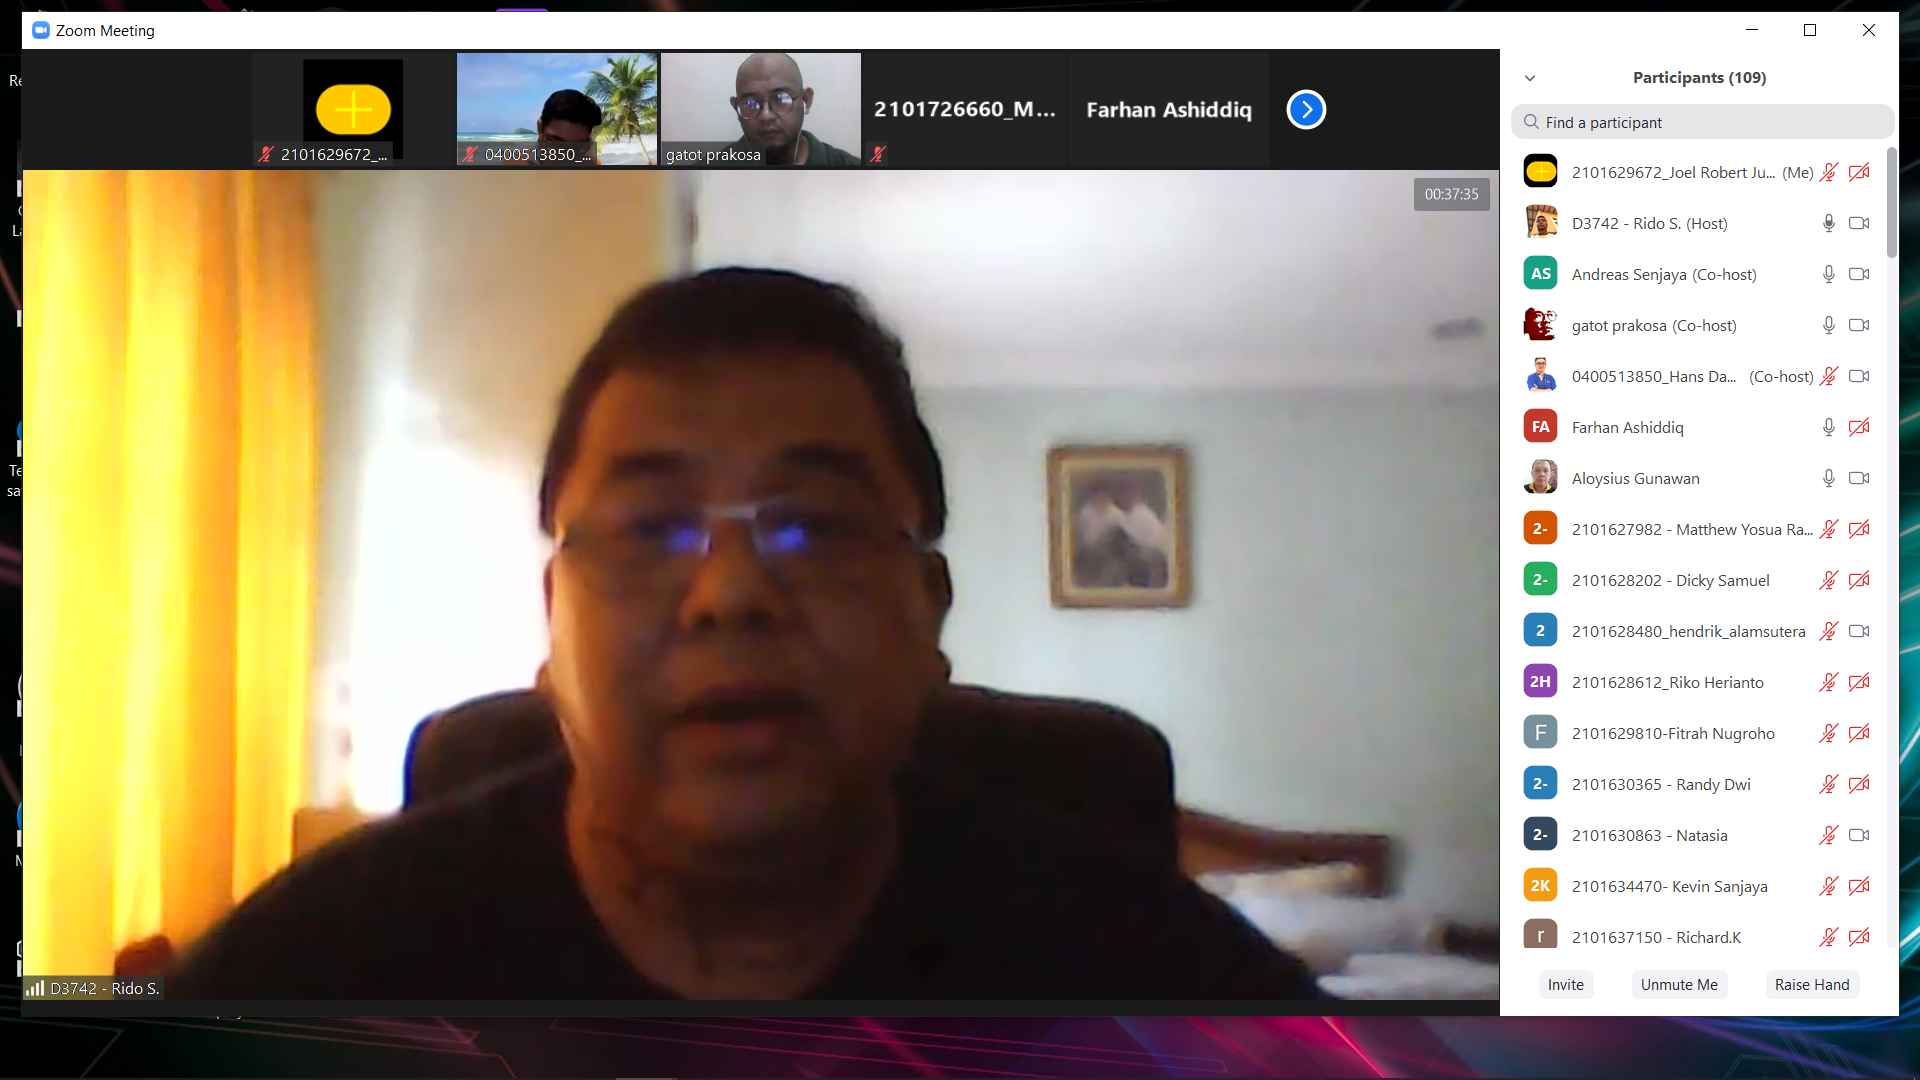 Zoom Meeting
2101629672_...
0400513850_...
gatot prakosa
2101726660_M...
Farhan Ashiddiq
00:37:35
D3742 - Rido S.
Participants (109)
Find a participant
2101629672_Joel Robert Ju... (Me)
D3742 - Rido S. (Host)
AS
Andreas Senjaya (Co-host)
gatot prakosa (Co-host)
0400513850_Hans Da... (Co-host)
FA
Farhan Ashiddiq
Aloysius Gunawan
2-
2101627982 - Matthew Yosua Ra...
2-
2101628202 - Dicky Samuel
2
2101628480_hendrik_alamsutera
2H
2101628612_Riko Herianto
F
2101629810-Fitrah Nugroho
2-
2101630365 - Randy Dwi
2-
2101630863 - Natasia
2K
2101634470- Kevin Sanjaya
r
2101637150 - Richard.K
Invite
Unmute Me
Raise Hand